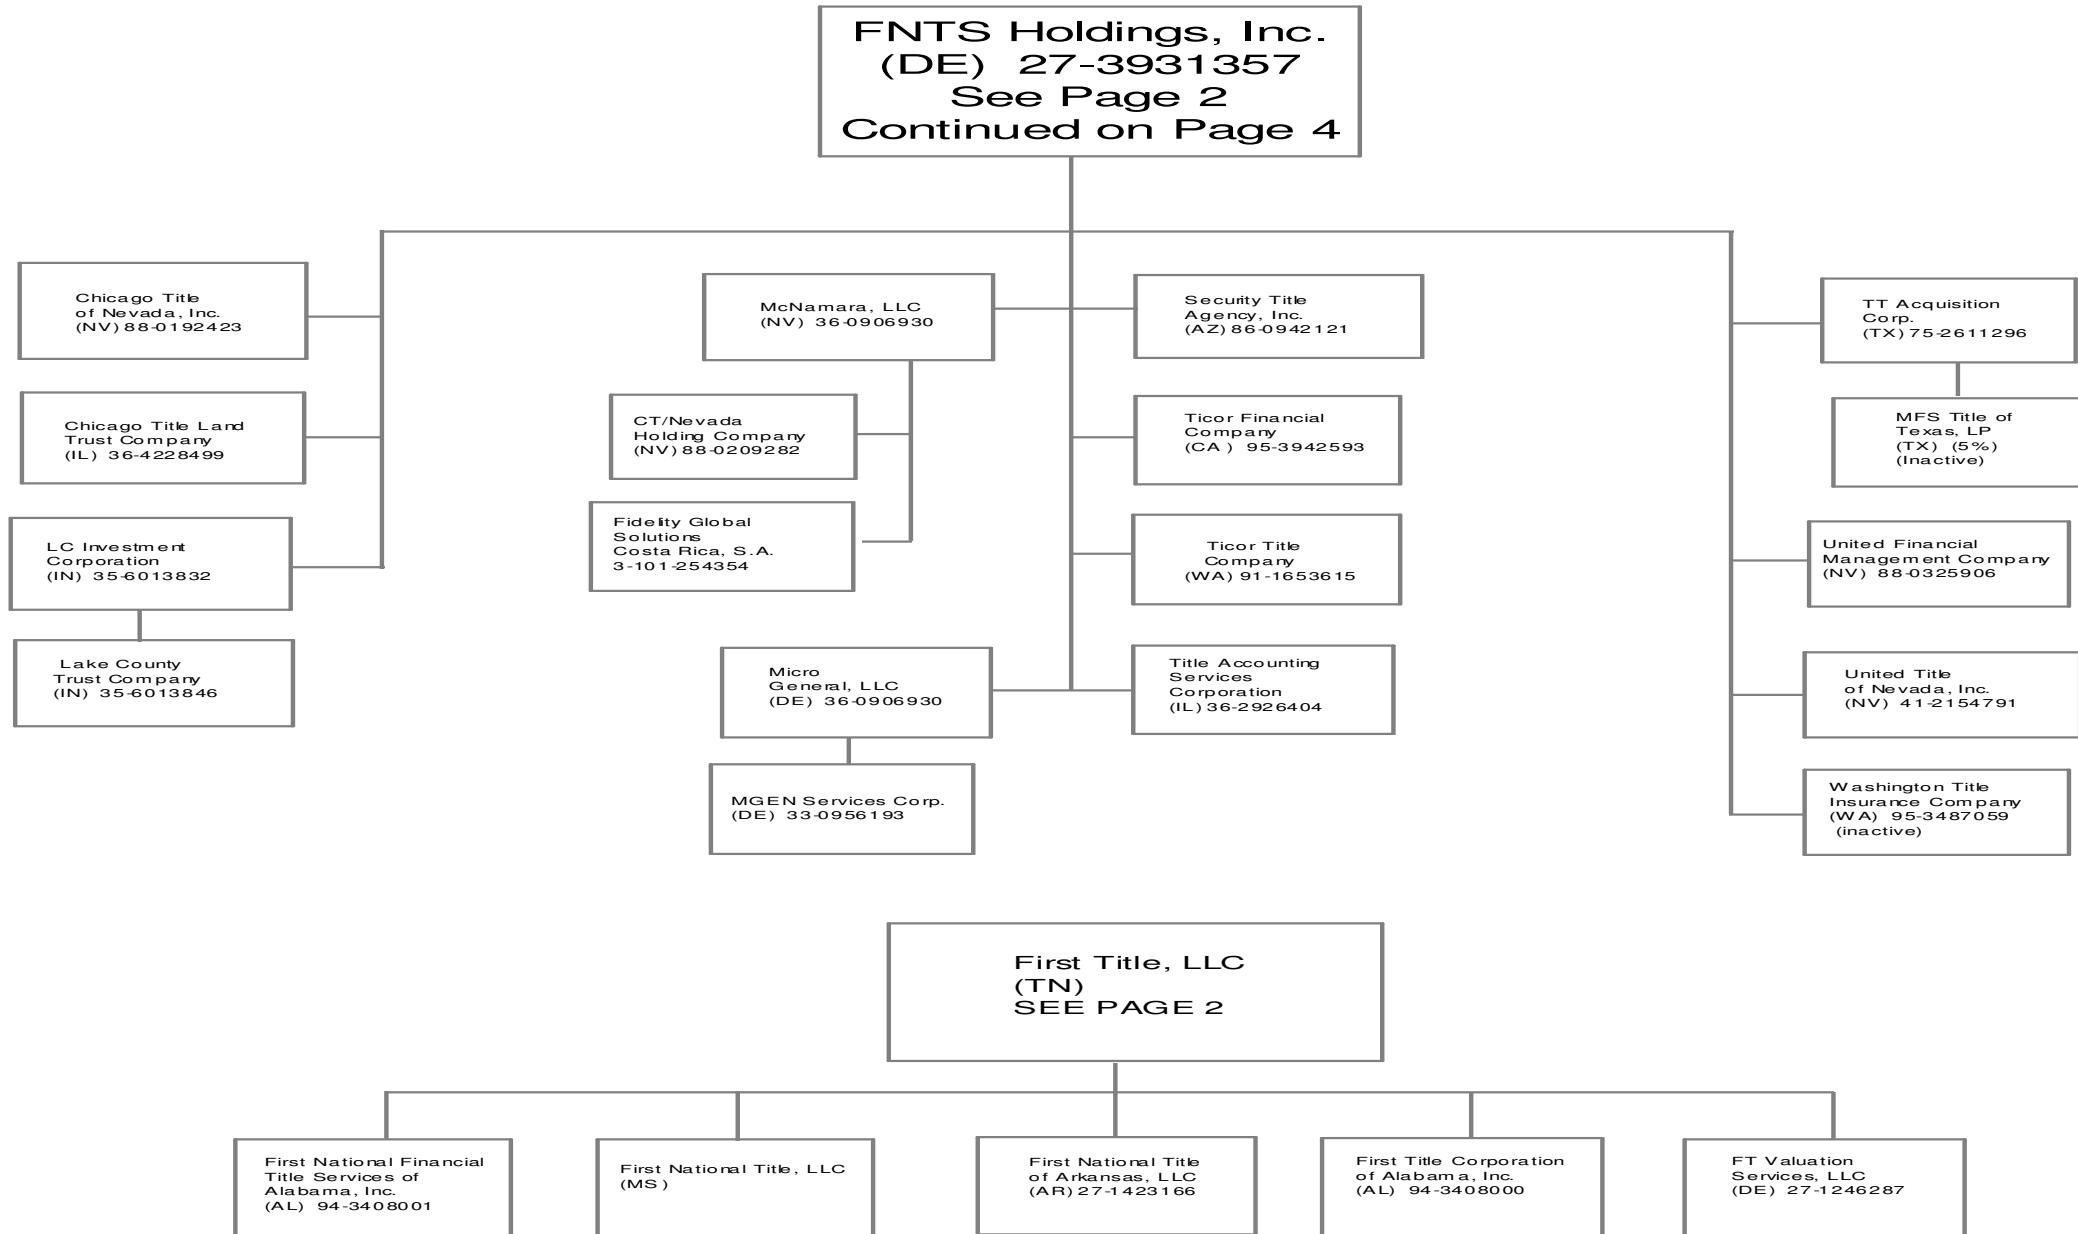 FNTS Holdings, Inc.
(DE) 27-3931357
See Page 2
Continued on Page 4
Chicago Title
of Nevada, Inc.
(NV) 88-0192423
Chicago Title Land
Trust Company
(IL) 36-4228499
LC Investment
Corporation
(IN) 35-6013832
Lake County
Trust Company
(IN) 35-6013846
McNamara, LLC
(NV) 36-0906930
CT/Nevada
Holding Company
(NV) 88-0209282
Fidelity Global
Solutions
Costa Rica, S.A.
3-101-254354
Micro
General, LLC
(DE) 36-0906930
MGEN Services Corp.
(DE) 33-0956193
Security Title
Agency, Inc.
(AZ) 86-0942121
Ticor Financial
Company
(CA ) 95-3942593
Ticor Title
Company
(WA) 91-1653615
Title Accounting
Services
Corporation
(IL) 36-2926404
TT Acquisition
Corp.
(TX) 75-2611296
MFS Title of
Texas, LP
(TX) (5%)
(Inactive)
United Financial
Management Company
(NV) 88-0325906
United Title
of Nevada, Inc.
(NV) 41-2154791
Washington Title
Insurance Company
(WA) 95-3487059
(inactive)
First Title, LLC
(TN)
SEE PAGE 2
First National Financial
Title Services of
Alabama, Inc.
(AL) 94-3408001
First National Title, LLC
(MS)
First National Title
of Arkansas, LLC
(AR) 27-1423166
First Title Corporation
of Alabama, Inc.
(AL) 94-3408000
FT Valuation
Services, LLC
(DE) 27-1246287